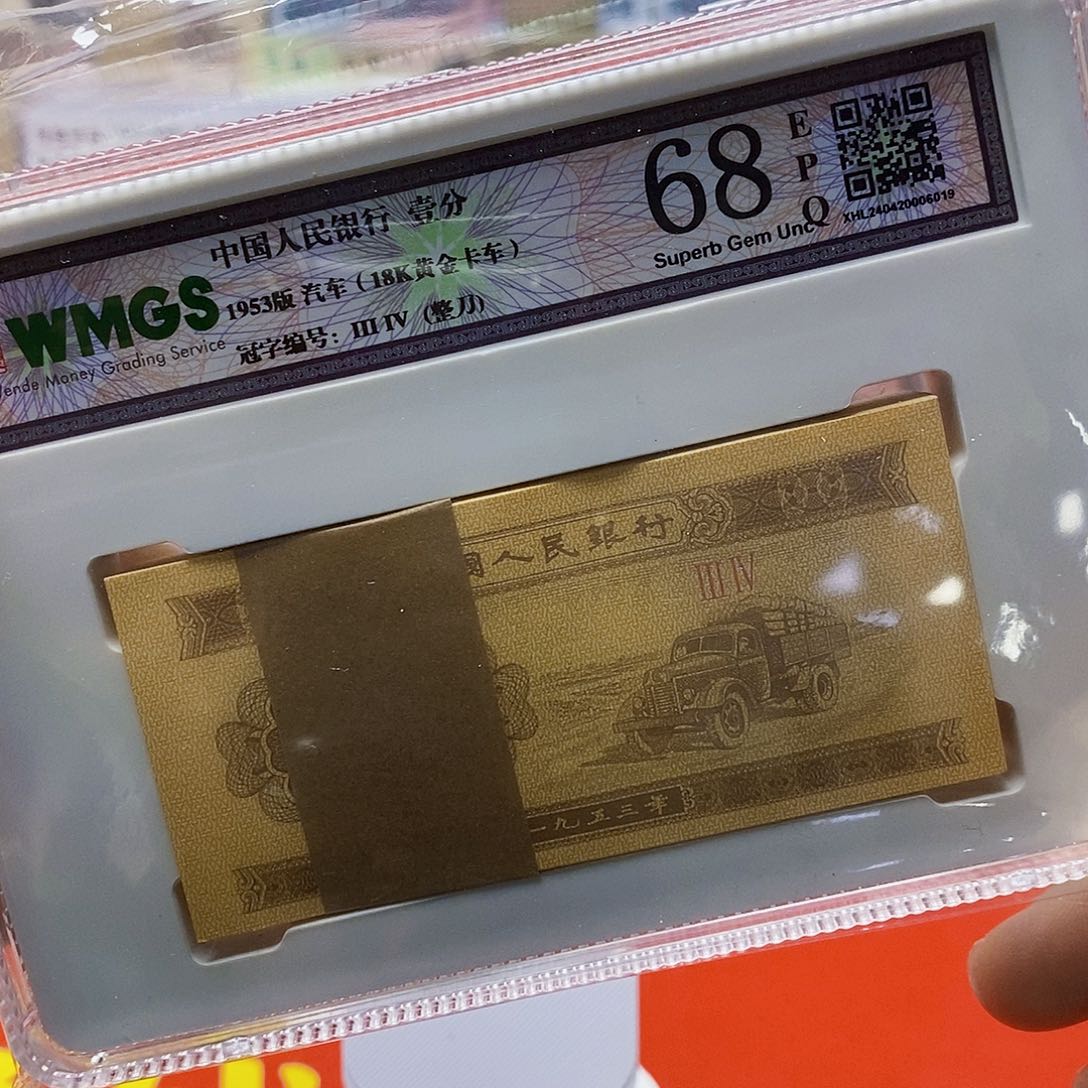 中国人民银行 壹分
1953版 汽车（18K黄金卡车）
冠字编号：III IV（整刀）
WMGS
Wende Money Grading Service
68
EPQ
Superb Gem Unc
XHL240420006019
国人民银行
III IV
一九五三年